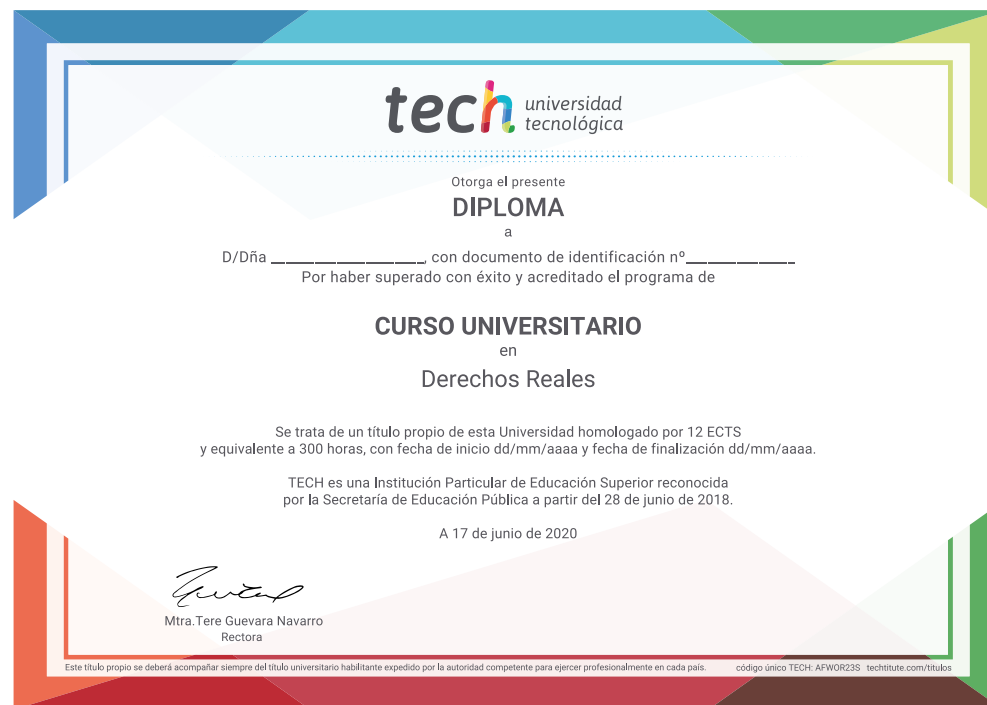 tech universidad
tecnológica
Otorga el presente
DIPLOMA
a
D/Dña ____________________, con documento de identificación nº______________
Por haber superado con éxito y acreditado el programa de
CURSO UNIVERSITARIO
en
Derechos Reales
Se trata de un título propio de esta Universidad homologado por 12 ECTS
y equivalente a 300 horas, con fecha de inicio dd/mm/aaaa y fecha de finalización dd/mm/aaaa.
TECH es una Institución Particular de Educación Superior reconocida
por la Secretaría de Educación Pública a partir del 28 de junio de 2018.
A 17 de junio de 2020
Mtra.Tere Guevara Navarro
Rectora
Este título propio se deberá acompañar siempre del título universitario habilitante expedido por la autoridad competente para ejercer profesionalmente en cada país. código único TECH: AFWOR23S techtitute.com/titulos